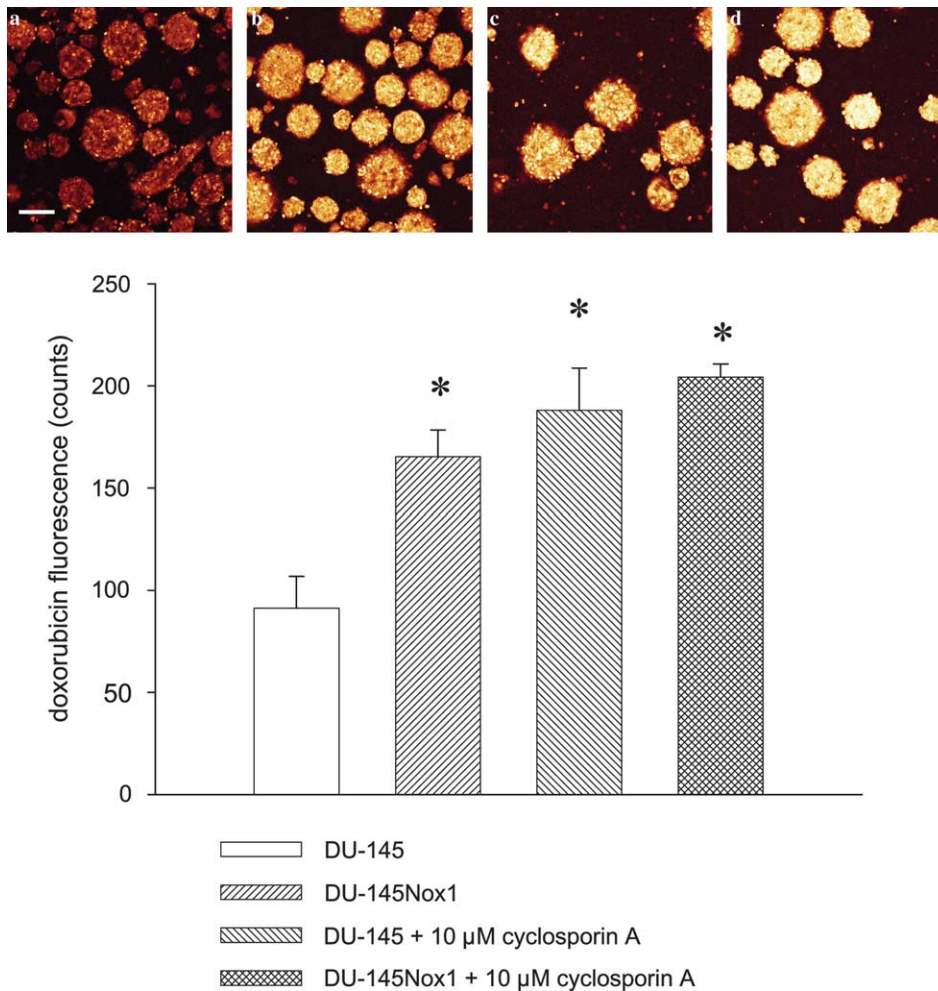 a b c d
250
200
150
100
50
0
doxorubicin fluorescence (counts)
*
*
*
DU-145
DU-145Nox1
DU-145 + 10 µM cyclosporin A
DU-145Nox1 + 10 µM cyclosporin A